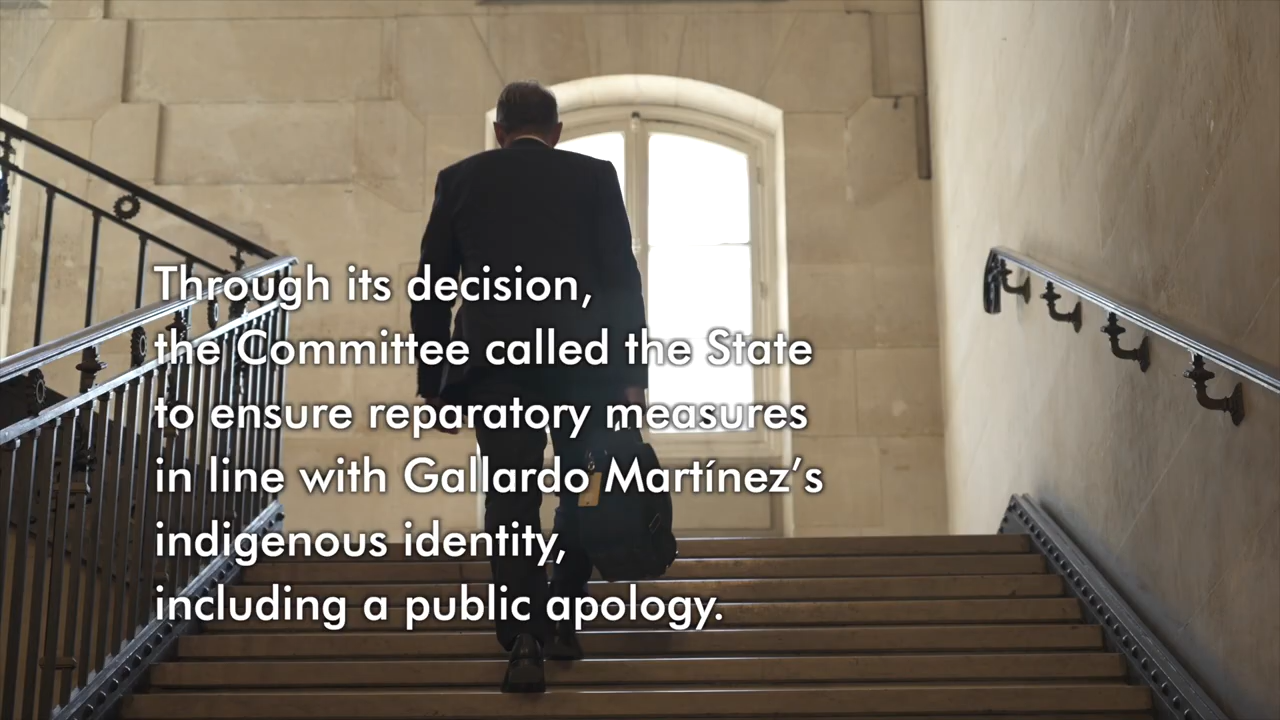 Through its decision,
the Committee called the State
to ensure reparatory measures
in line with Gallardo Martínez’s
indigenous identity,
including a public apology.